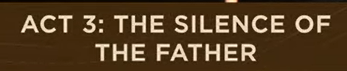 ACT 3: THE SILENCE OF
THE FATHER